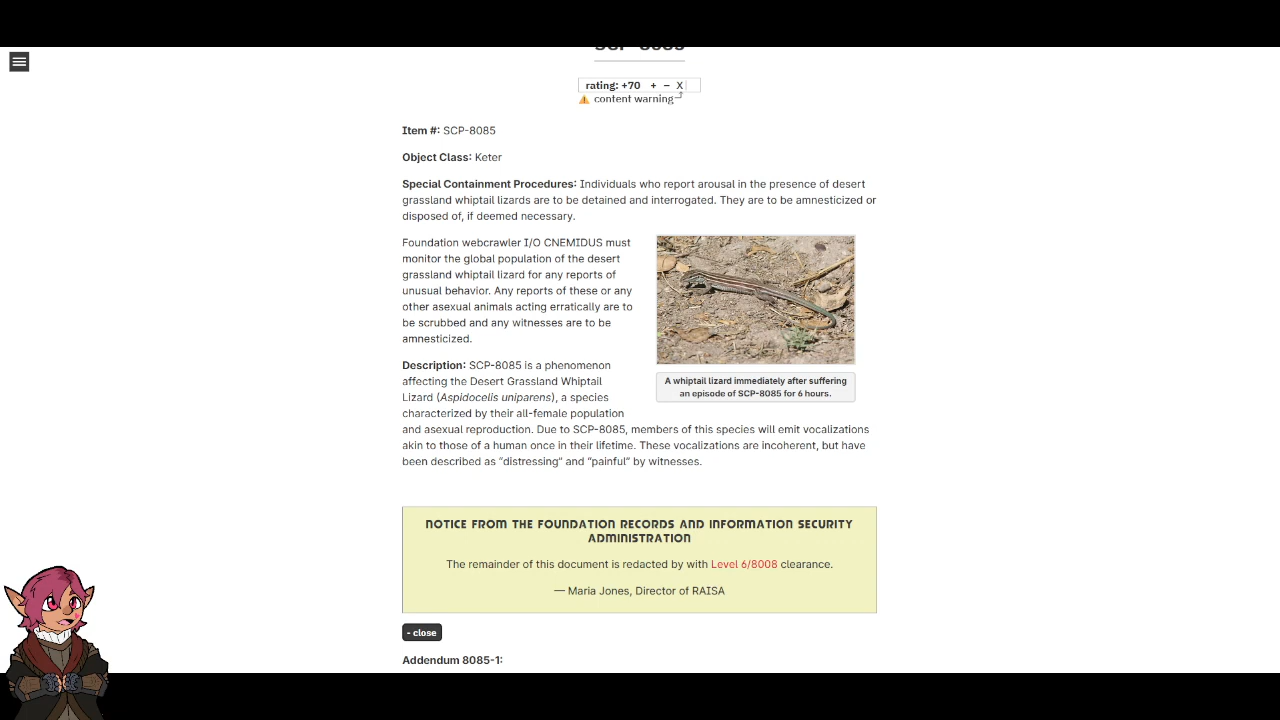 rating: +70 + − X
⚠ content warning
Item #: SCP-8085
Object Class: Keter
Special Containment Procedures: Individuals who report arousal in the presence of desert
grassland whiptail lizards are to be detained and interrogated. They are to be amnesticized or
disposed of, if deemed necessary.
Foundation webcrawler I/O CNEMIDUS must
monitor the global population of the desert
grassland whiptail lizard for any reports of
unusual behavior. Any reports of these or any
other asexual animals acting erratically are to
be scrubbed and any witnesses are to be
amnesticized.
A whiptail lizard immediately after suffering
an episode of SCP-8085 for 6 hours.
Description: SCP-8085 is a phenomenon
affecting the Desert Grassland Whiptail
Lizard (Aspidocelis uniparens), a species
characterized by their all-female population
and asexual reproduction. Due to SCP-8085, members of this species will emit vocalizations
akin to those of a human once in their lifetime. These vocalizations are incoherent, but have
been described as “distressing” and “painful” by witnesses.
NOTICE FROM THE FOUNDATION RECORDS AND INFORMATION SECURITY
ADMINISTRATION
The remainder of this document is redacted by with Level 6/8008 clearance.
— Maria Jones, Director of RAISA
- close
Addendum 8085-1: